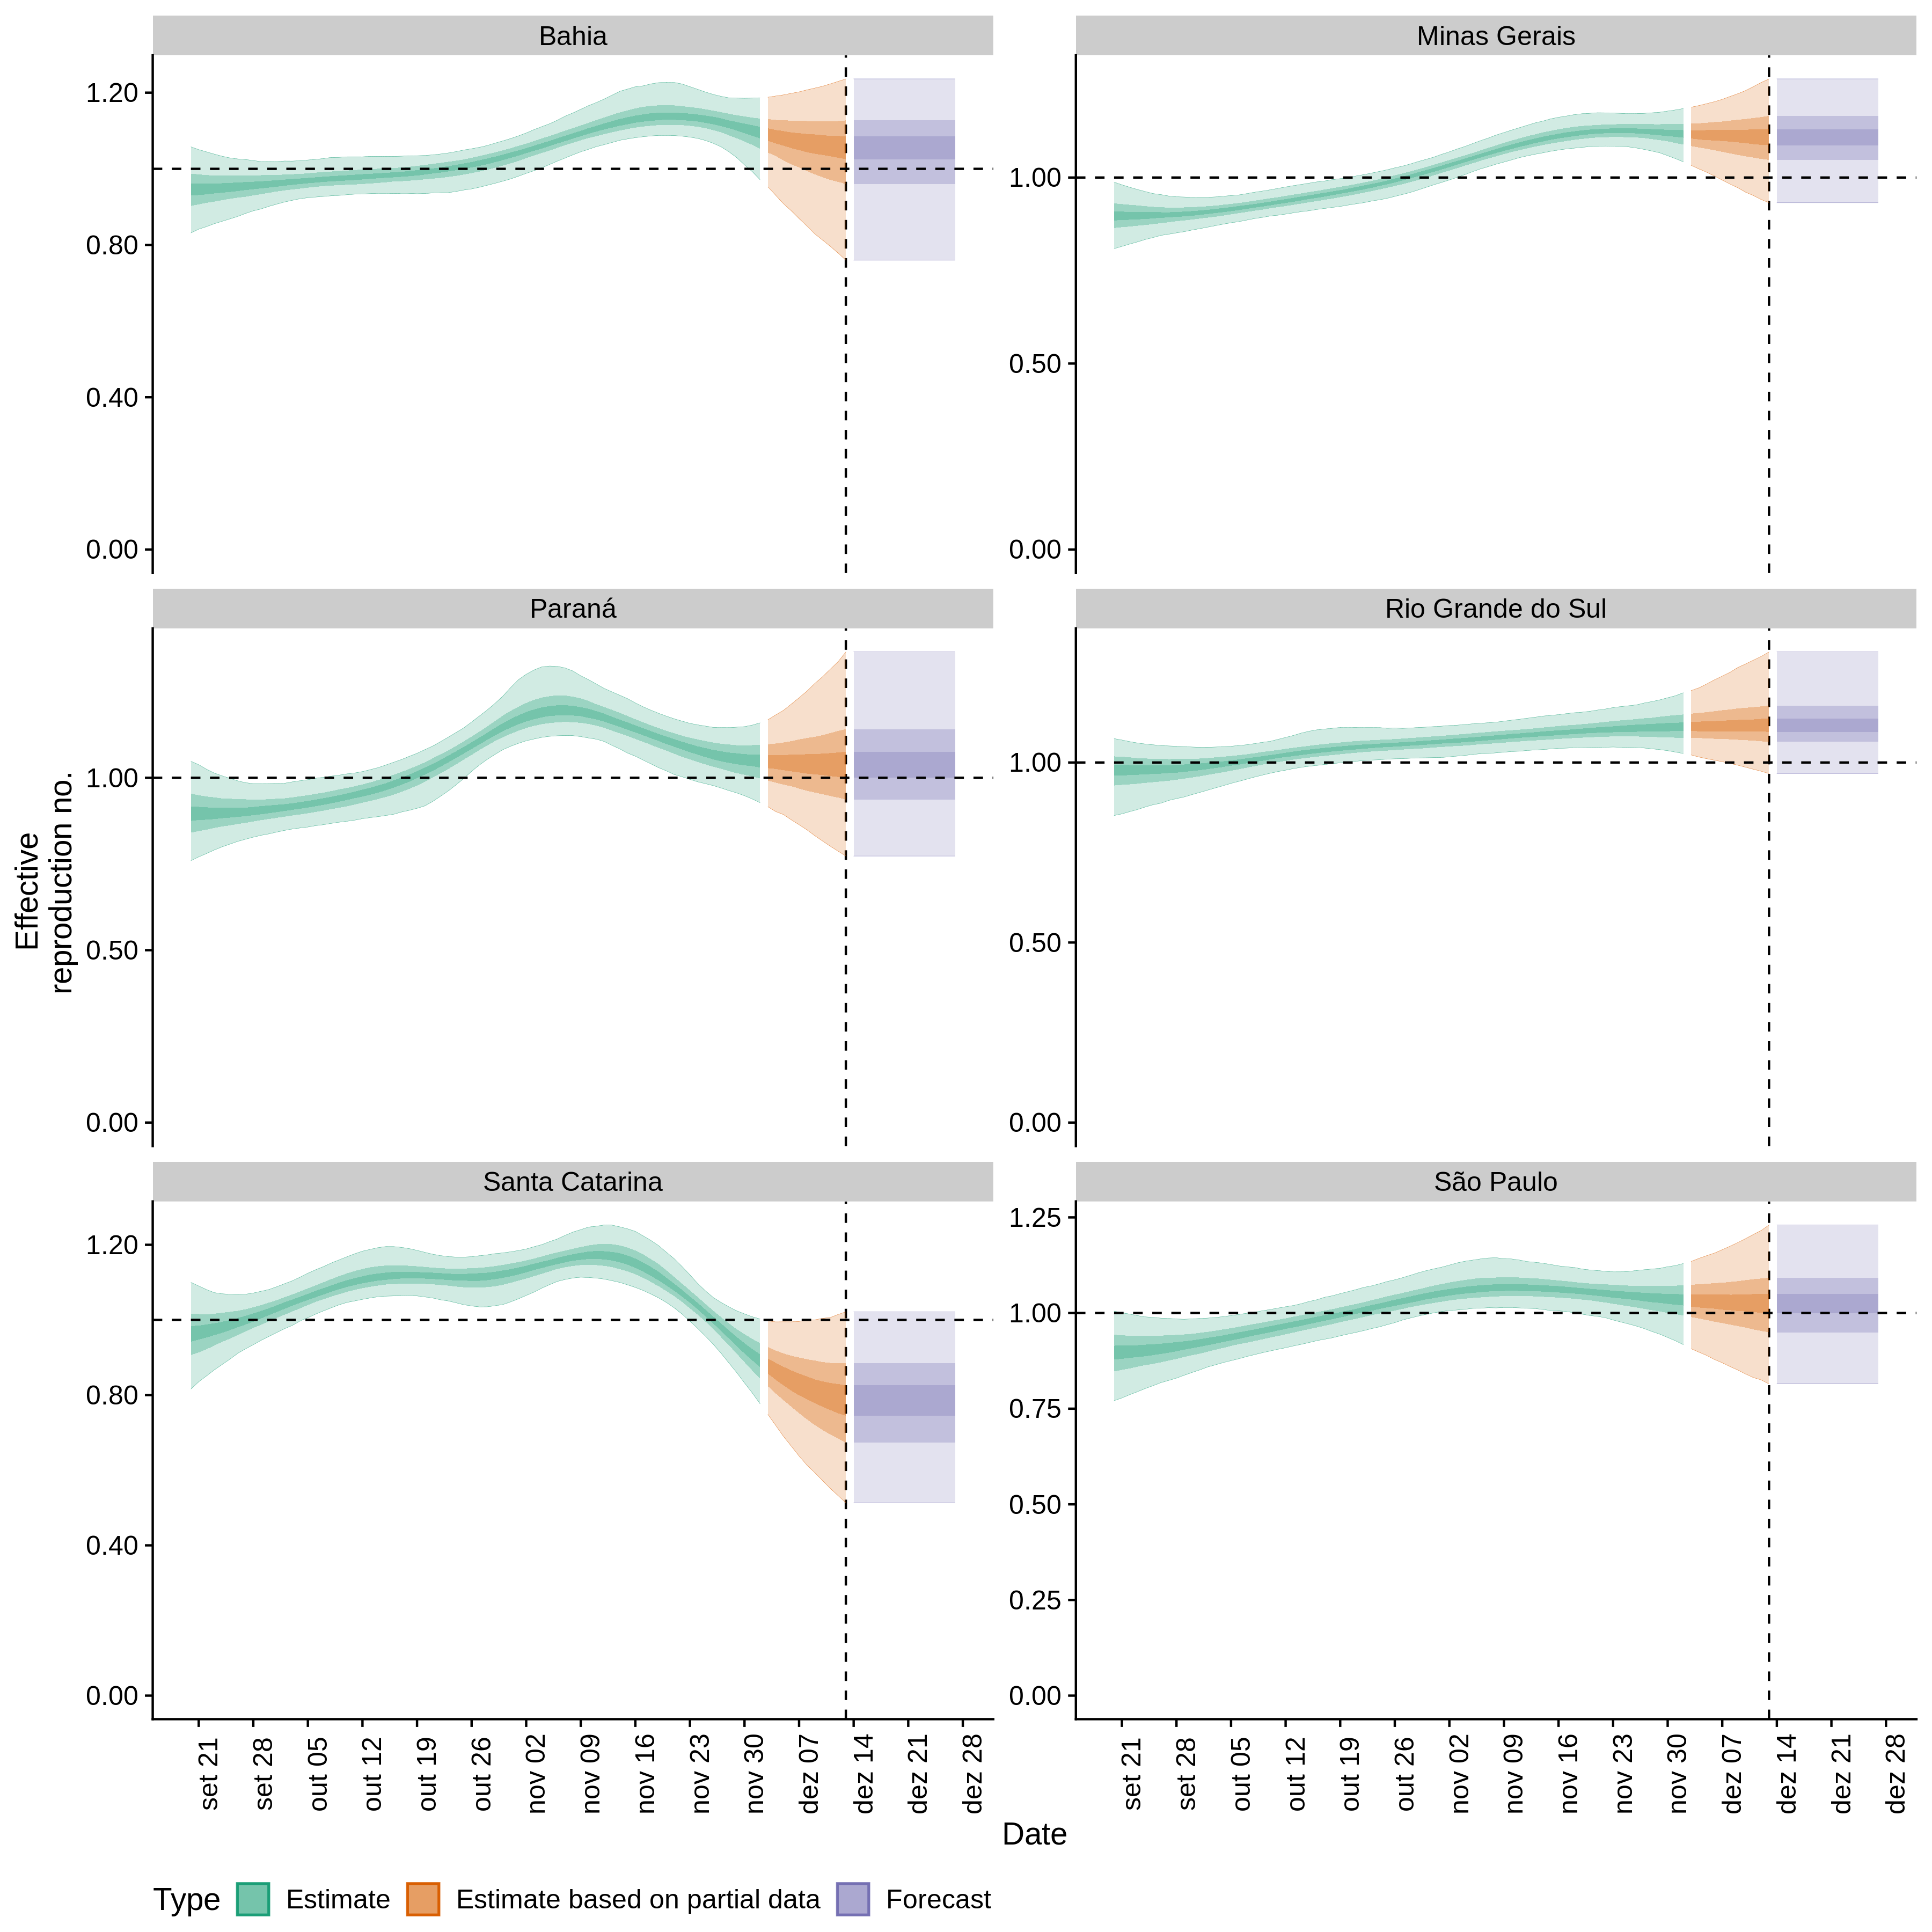 Bahia
Minas Gerais
1.20
0.80
0.40
0.00
1.00
0.50
0.00
Paraná
Rio Grande do Sul
1.00
0.50
0.00
1.00
0.50
0.00
Santa Catarina
São Paulo
1.20
0.80
0.40
0.00
1.25
1.00
0.75
0.50
0.25
0.00
Effective
reproduction no.
set 21
set 28
out 05
out 12
out 19
out 26
nov 02
nov 09
nov 16
nov 23
nov 30
dez 07
dez 14
dez 21
dez 28
set 21
set 28
out 05
out 12
out 19
out 26
nov 02
nov 09
nov 16
nov 23
nov 30
dez 07
dez 14
dez 21
dez 28
Date
Type Estimate Estimate based on partial data Forecast